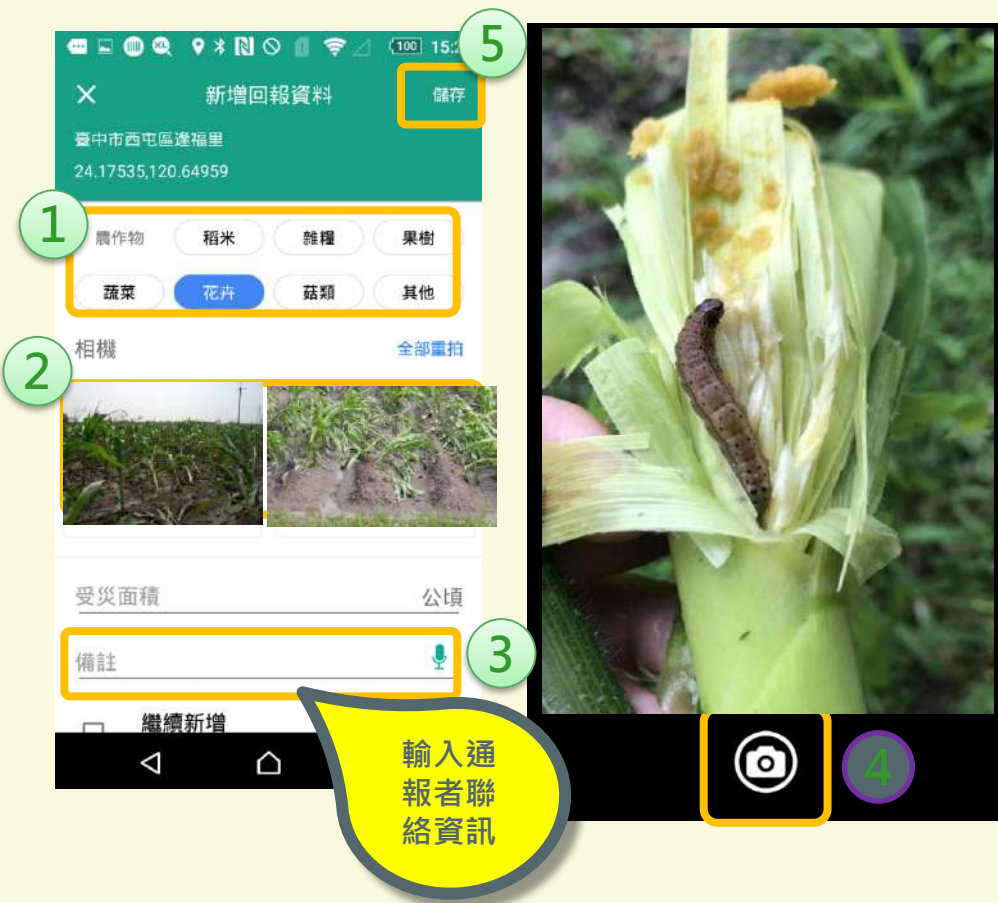 5
100 15:2
新增回報資料
儲存
臺中市西屯區逢福里
24.17535,120.64959
1
農作物 稻米 雜糧 果樹
蔬菜 花卉 菇類 其他
2
相機 全部重拍
受災面積 公頃
備註
3
繼續新增
輸入通
報者聯
絡資訊
4